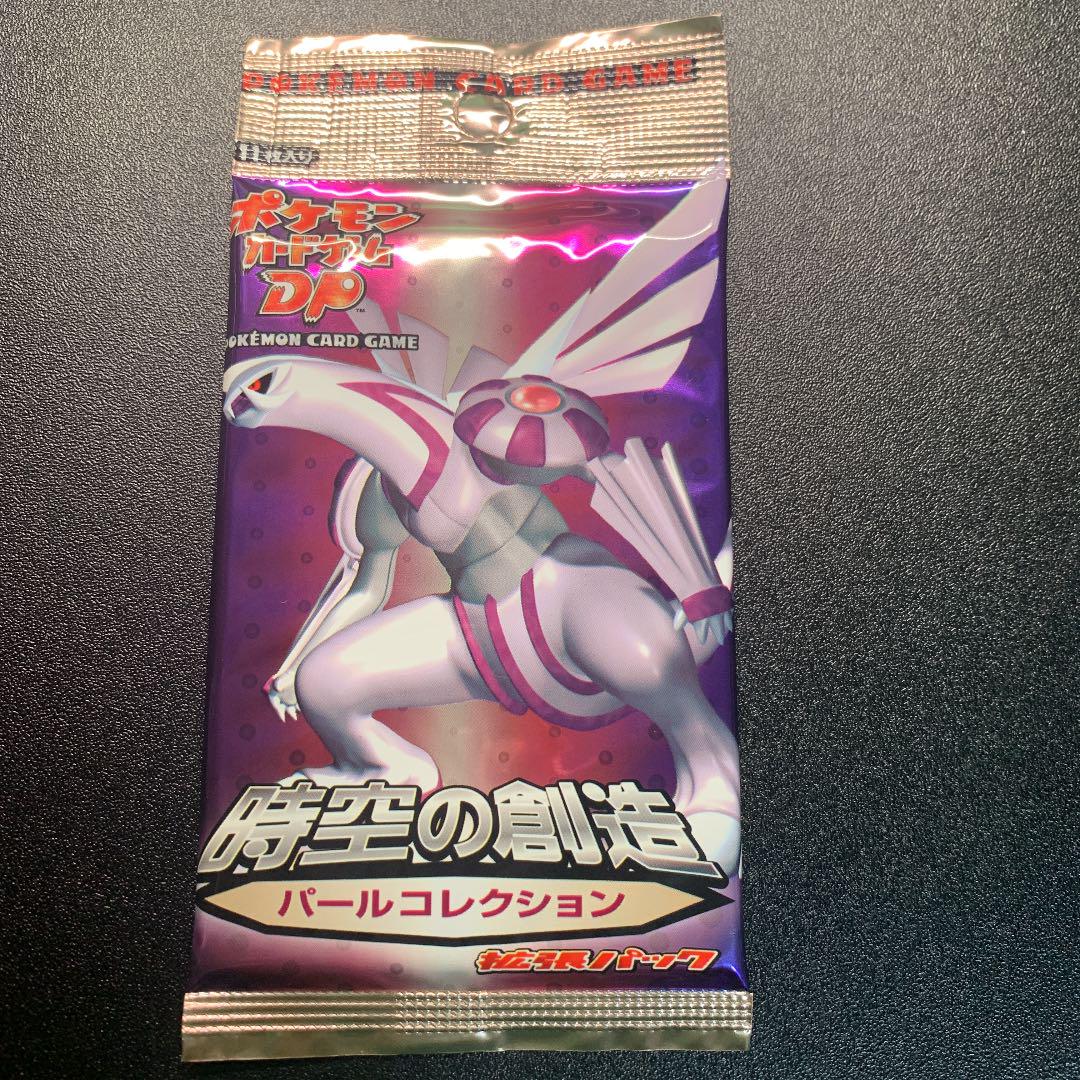 POKÉMON CARD GAME
11枚入り
ポケモン
カードゲーム
DP™
POKÉMON CARD GAME
時空の創造
パールコレクション
拡張パック